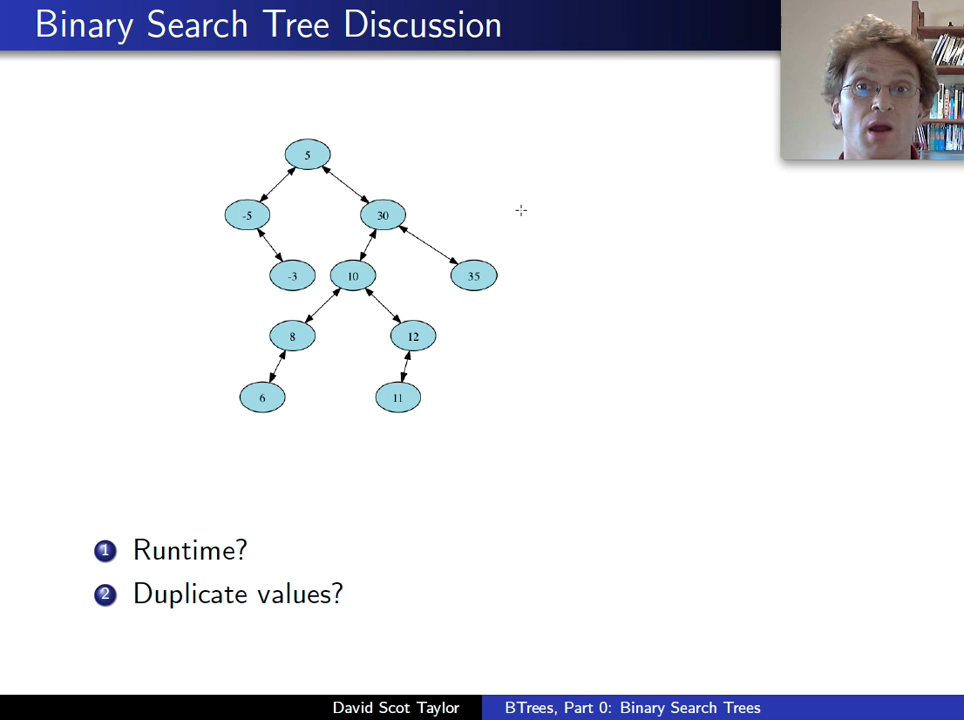 Binary Search Tree Discussion
5
-5
30
-3
10
35
8
12
6
11
1 Runtime?
2 Duplicate values?
David Scot Taylor
BTrees, Part 0: Binary Search Trees